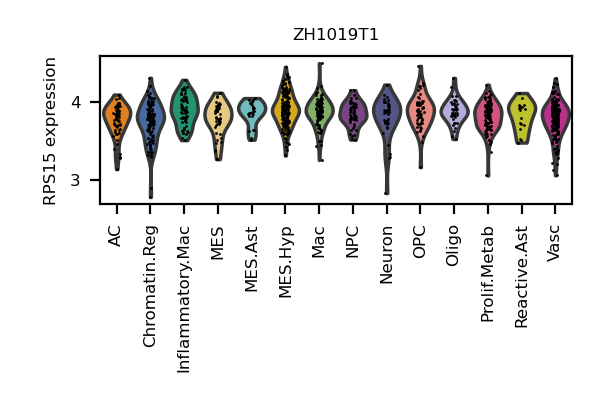 ZH1019T1
RPS15 expression
4
3
AC
Chromatin.Reg
Inflammatory.Mac
MES
MES.Ast
MES.Hyp
Mac
NPC
Neuron
OPC
Oligo
Prolif.Metab
Reactive.Ast
Vasc